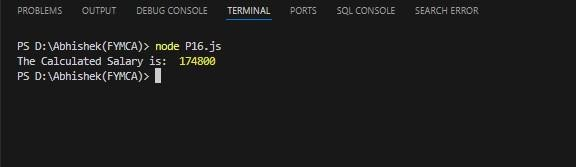 PROBLEMS OUTPUT DEBUG CONSOLE TERMINAL PORTS SQL CONSOLE SEARCH ERROR
PS D:\Abhishek(FYMCA)> node P16.js
The Calculated Salary is:  174800
PS D:\Abhishek(FYMCA)>